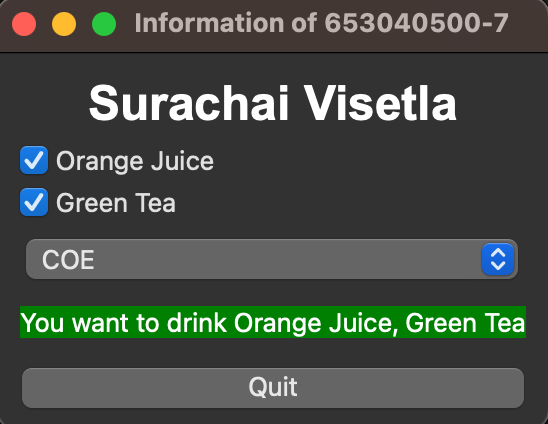 Information of 653040500-7
Surachai Visetla
Orange Juice
Green Tea
COE
You want to drink Orange Juice, Green Tea
Quit